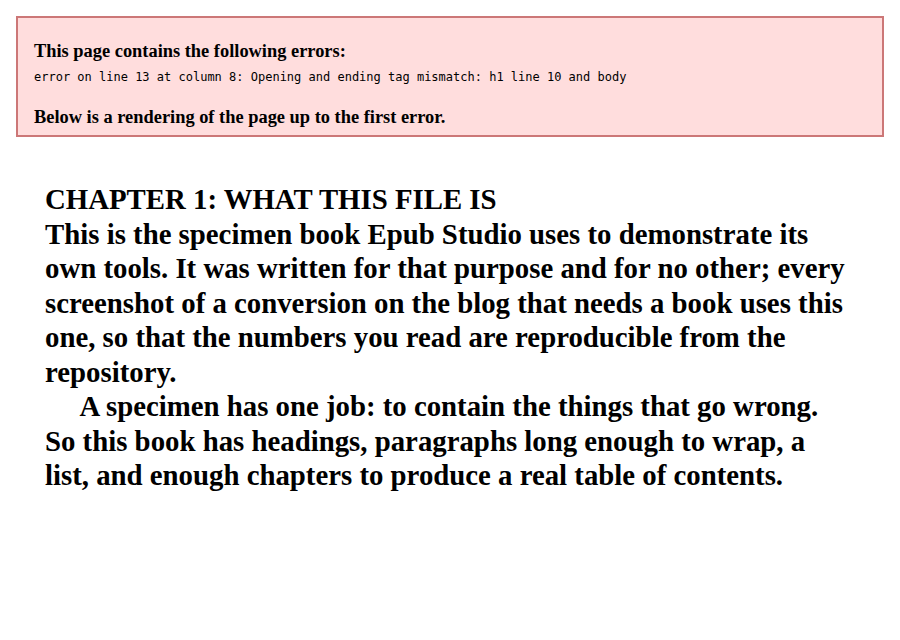 This page contains the following errors:
error on line 13 at column 8: Opening and ending tag mismatch: h1 line 10 and body
Below is a rendering of the page up to the first error.
CHAPTER 1: WHAT THIS FILE IS
This is the specimen book Epub Studio uses to demonstrate its
own tools. It was written for that purpose and for no other; every
screenshot of a conversion on the blog that needs a book uses this
one, so that the numbers you read are reproducible from the
repository.
A specimen has one job: to contain the things that go wrong.
So this book has headings, paragraphs long enough to wrap, a
list, and enough chapters to produce a real table of contents.